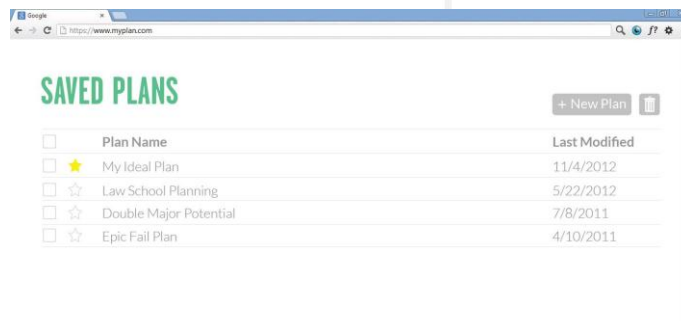 Google
https://www.myplan.com
f?
SAVED PLANS
+ New Plan
Plan Name Last Modified
My Ideal Plan 11/4/2012
Law School Planning 5/22/2012
Double Major Potential 7/8/2011
Epic Fail Plan 4/10/2011